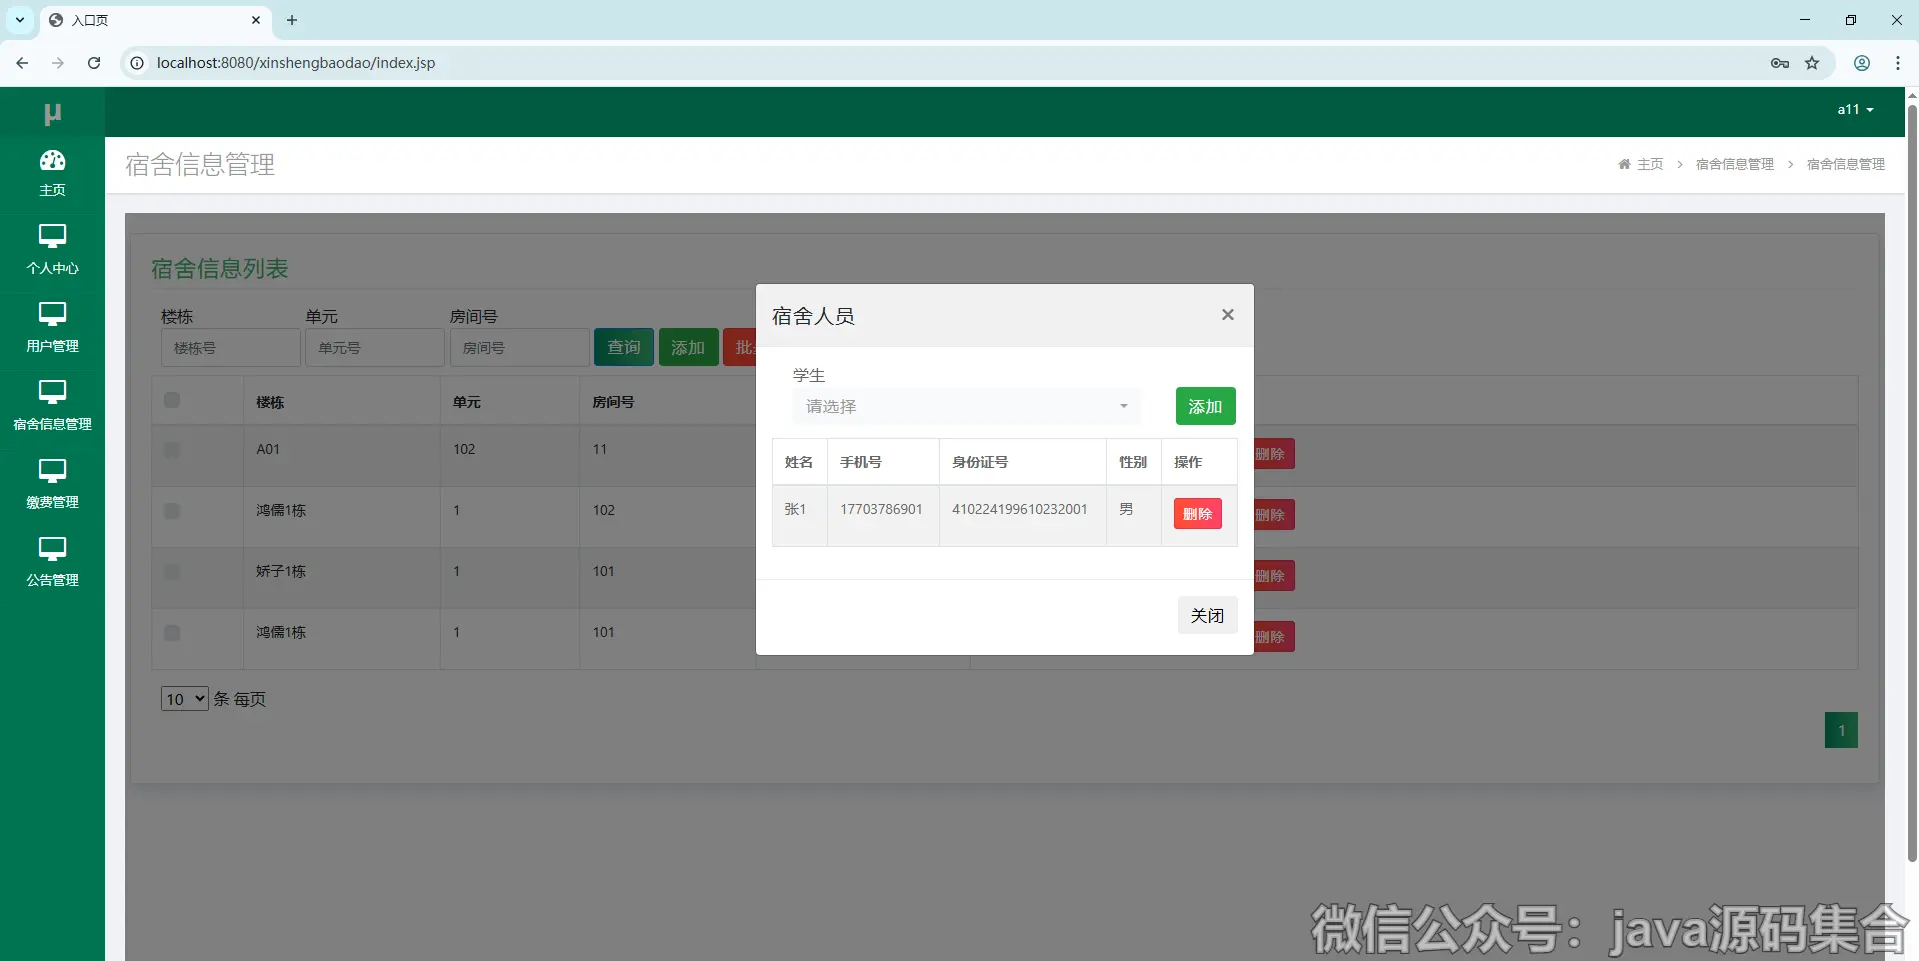 入口页
localhost:8080/xinshengbaodao/index.jsp
μ
a11
主页
个人中心
用户管理
宿舍信息管理
缴费管理
公告管理
宿舍信息管理
主页 > 宿舍信息管理 > 宿舍信息管理
宿舍信息列表
楼栋 单元 房间号
楼栋号 单元号 房间号 查询 添加
楼栋 单元 房间号
A01 102 11 删除
鸿儒1栋 1 102 删除
娇子1栋 1 101 删除
鸿儒1栋 1 101 删除
10 条 每页
1
宿舍人员 ×
学生
请选择 添加
姓名 手机号 身份证号 性别 操作
张1 17703786901 410224199610232001 男 删除
关闭
微信公众号：java源码集合